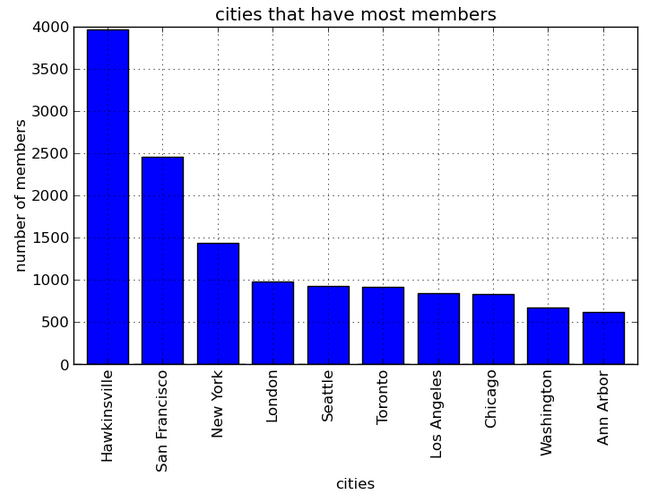 cities that have most members
4000
3500
3000
2500
2000
1500
1000
500
0
number of members
Hawkinsville
San Francisco
New York
London
Seattle
Toronto
Los Angeles
Chicago
Washington
Ann Arbor
cities